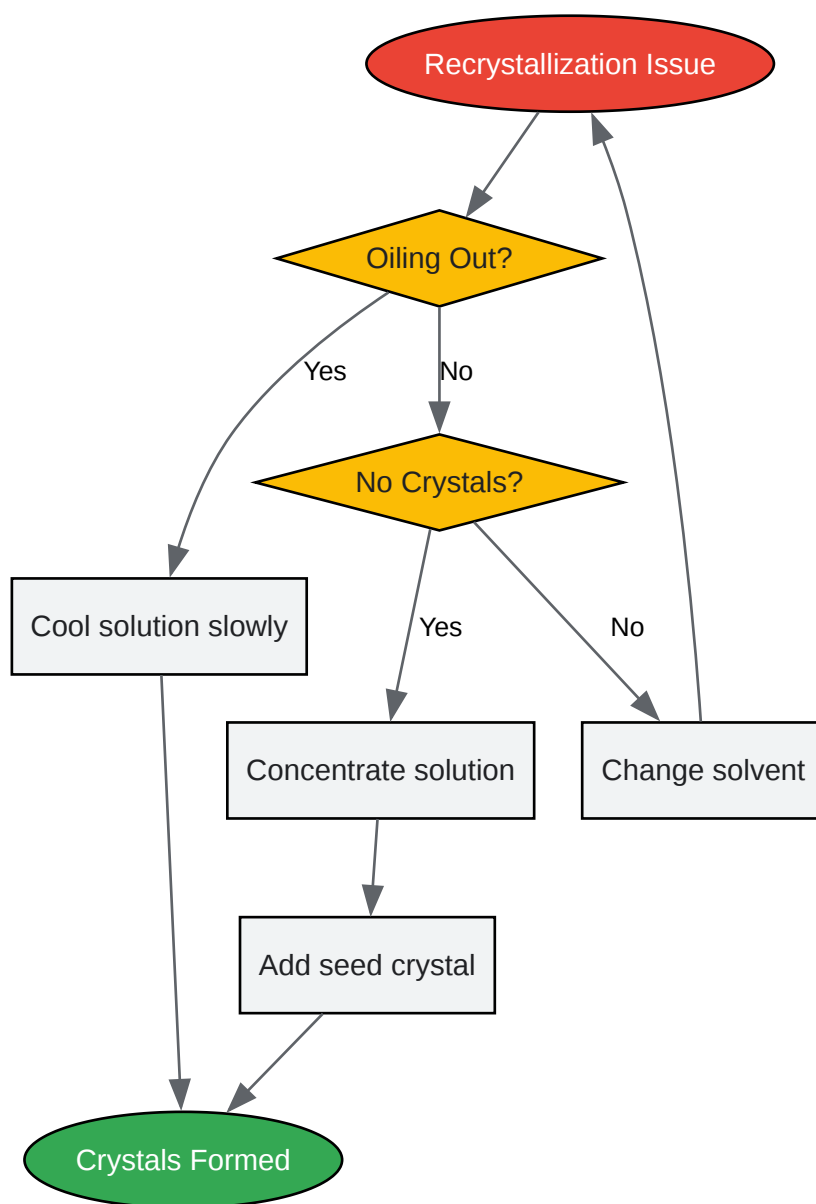 Recrystallization Issue
Oiling Out?
Yes
No
No Crystals?
Cool solution slowly
Yes
No
Concentrate solution
Change solvent
Add seed crystal
Crystals Formed